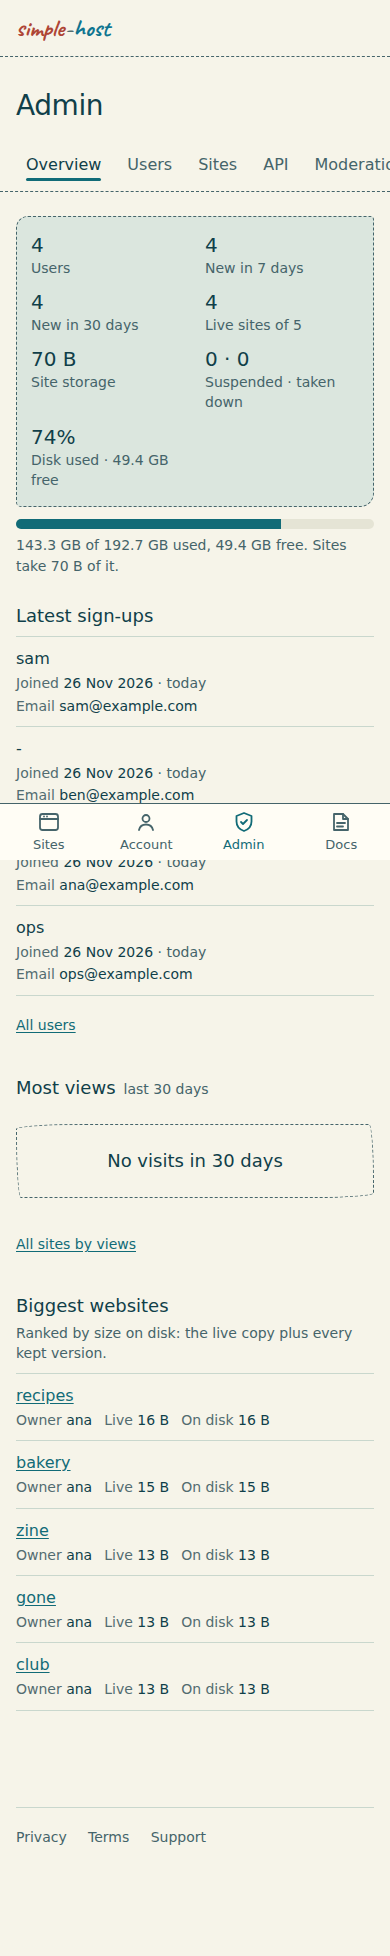 simple-host
Admin
Overview Users Sites API Moderatio
4
Users
4
New in 7 days
4
New in 30 days
4
Live sites of 5
70 B
Site storage
0 · 0
Suspended · taken
down
74%
Disk used · 49.4 GB
free
143.3 GB of 192.7 GB used, 49.4 GB free. Sites
take 70 B of it.
Latest sign-ups
sam
Joined 26 Nov 2026 · today
Email sam@example.com
-
Joined 26 Nov 2026 · today
Email ben@example.com
Sites Account Admin Docs
Joined 26 Nov 2026 · today
Email ana@example.com
ops
Joined 26 Nov 2026 · today
Email ops@example.com
All users
Most views last 30 days
No visits in 30 days
All sites by views
Biggest websites
Ranked by size on disk: the live copy plus every
kept version.
recipes
Owner ana Live 16 B On disk 16 B
bakery
Owner ana Live 15 B On disk 15 B
zine
Owner ana Live 13 B On disk 13 B
gone
Owner ana Live 13 B On disk 13 B
club
Owner ana Live 13 B On disk 13 B
Privacy Terms Support